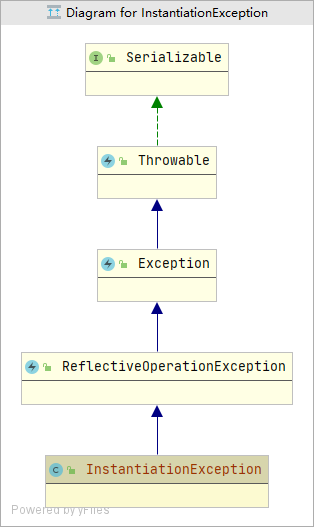 Diagram for InstantiationException
I Serializable
Throwable
Exception
ReflectiveOperationException
C InstantiationException
Powered by yFiles